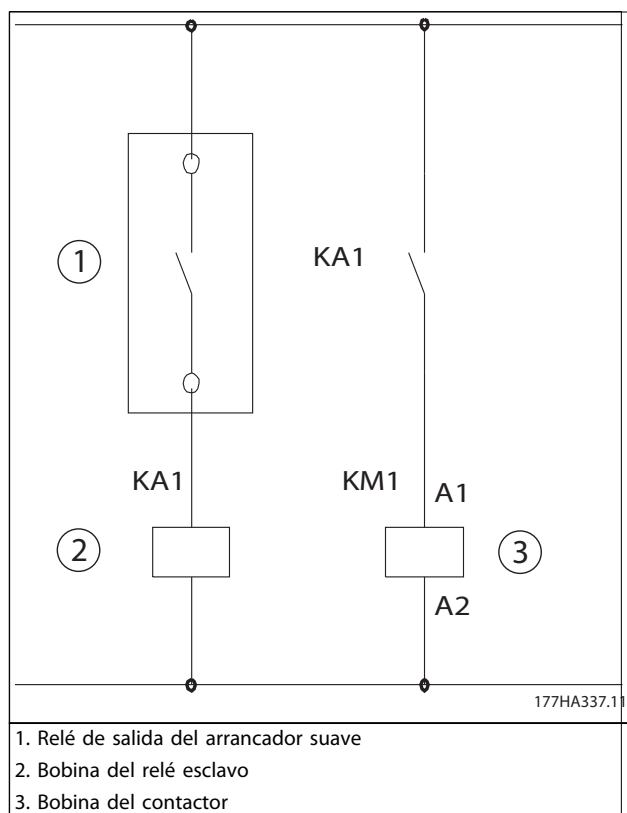 1
KA1
KA1
KM1
A1
2
3
A2
177HA337.11
1. Relé de salida del arrancador suave
2. Bobina del relé esclavo
3. Bobina del contactor